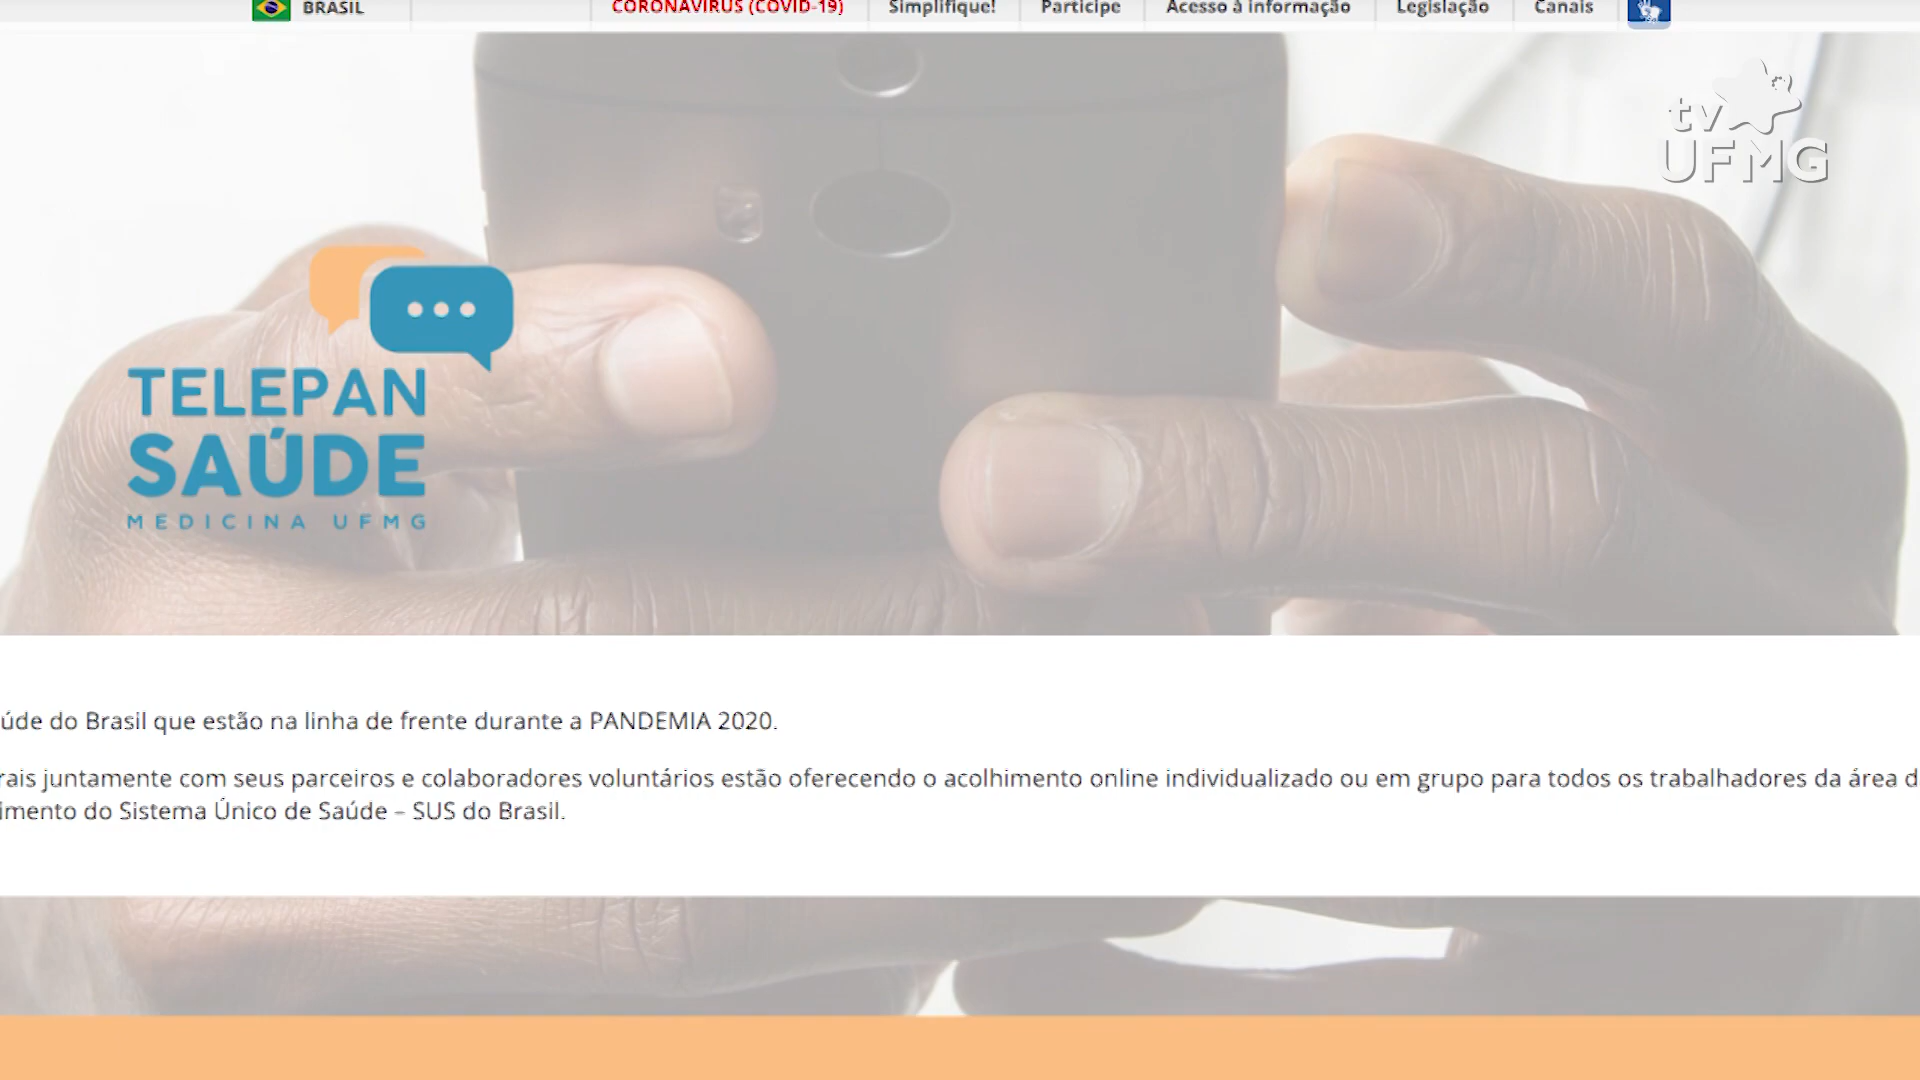 BRASIL CORONAVÍRUS (COVID-19) Simplifique! Participe Acesso à informação Legislação Canais
tv
UFMG
TELEPAN
SAÚDE
MEDICINA UFMG
úde do Brasil que estão na linha de frente durante a PANDEMIA 2020.
rais juntamente com seus parceiros e colaboradores voluntários estão oferecendo o acolhimento online individualizado ou em grupo para todos os trabalhadores da área d
imento do Sistema Único de Saúde – SUS do Brasil.